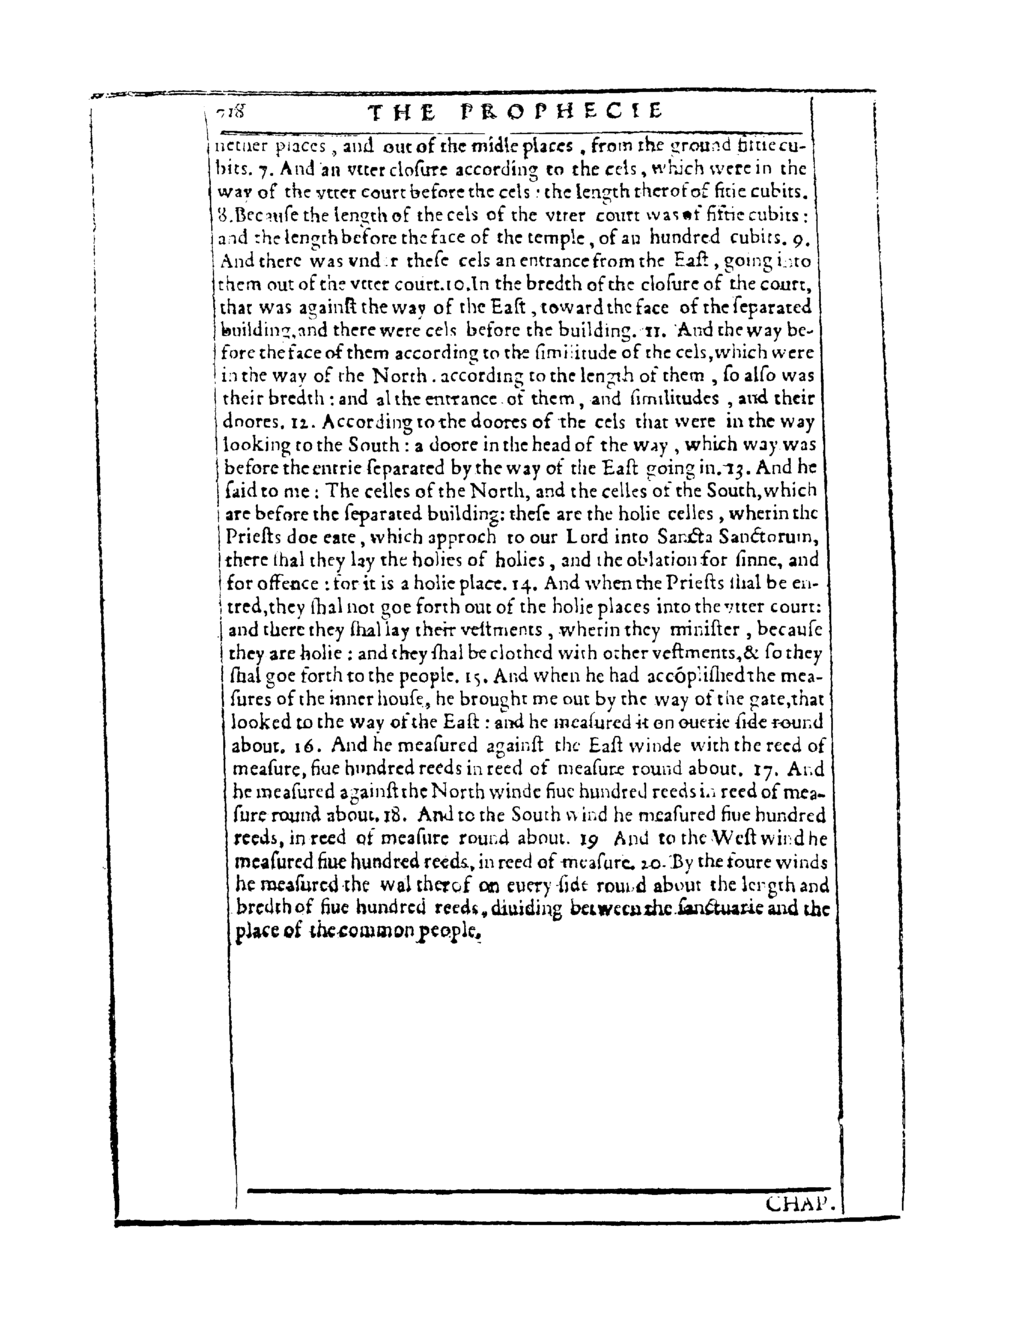 718 THE PROPHECIE
nether places, and out of the midle places, from the ground fiftie cu-
bits. 7. And an vtter closure according to the cels, which were in the
way of the vtter court before the cels : the length therof of fitie cubits.
8. Becauſe the length of the cels of the vtrer court was of fiftie cubits :
and the length before the face of the temple, of an hundred cubits. 9.
And there was vnder theſe cels an entrance from the Eaſt, going into
them out of the vtter court. 10. In the bredth of the cloſure of the court,
that was againſt the way of the Eaſt, toward the face of the ſeparated
building, and there were cels before the building. 11. And the way be-
fore the face of them according to the ſimilitude of the cels, which were
in the way of the North. according to the length of them, ſo alſo was
their bredth : and al the entrance of them, and ſimilitudes, and their
doores. 12. According to the doores of the cels that were in the way
looking to the South : a doore in the head of the way, which way was
before the entrie ſeparated by the way of the Eaſt going in. 13. And he
ſaid to me : The celles of the North, and the celles of the South, which
are before the ſeparated building: theſe are the holie celles, wherin the
Prieſts doe eate, which approch to our Lord into Sancta Sanctorum,
there ſhal they lay the holies of holies, and the oblation for ſinne, and
for offence : for it is a holie place. 14. And when the Prieſts ſhal be en-
tred, they ſhal not goe forth out of the holie places into the vtter court:
and there they ſhal lay their veſtments, wherin they miniſter, becauſe
they are holie : and they ſhal be clothed with other veſtments, & ſo they
ſhal goe forth to the people. 15. And when he had accópliſhed the mea-
ſures of the inner houſe, he brought me out by the way of the gate, that
looked to the way of the Eaſt : and he meaſured it on euerie ſide round
about. 16. And he meaſured againſt the Eaſt winde with the reed of
meaſure, fiue hundred reeds in reed of meaſure round about. 17. And
he meaſured againſt the North winde fiue hundred reeds in reed of mea-
ſure round about. 18. And to the South wind he meaſured fiue hundred
reeds, in reed of meaſure round about. 19 And to the Weſt wind he
meaſured fiue hundred reeds, in reed of meaſure. 20. By the foure winds
he meaſured the wal therof on euery ſide round about the length and
bredth of fiue hundred reeds, diuiding between the ſanctuarie and the
place of the common people.
CHAP.